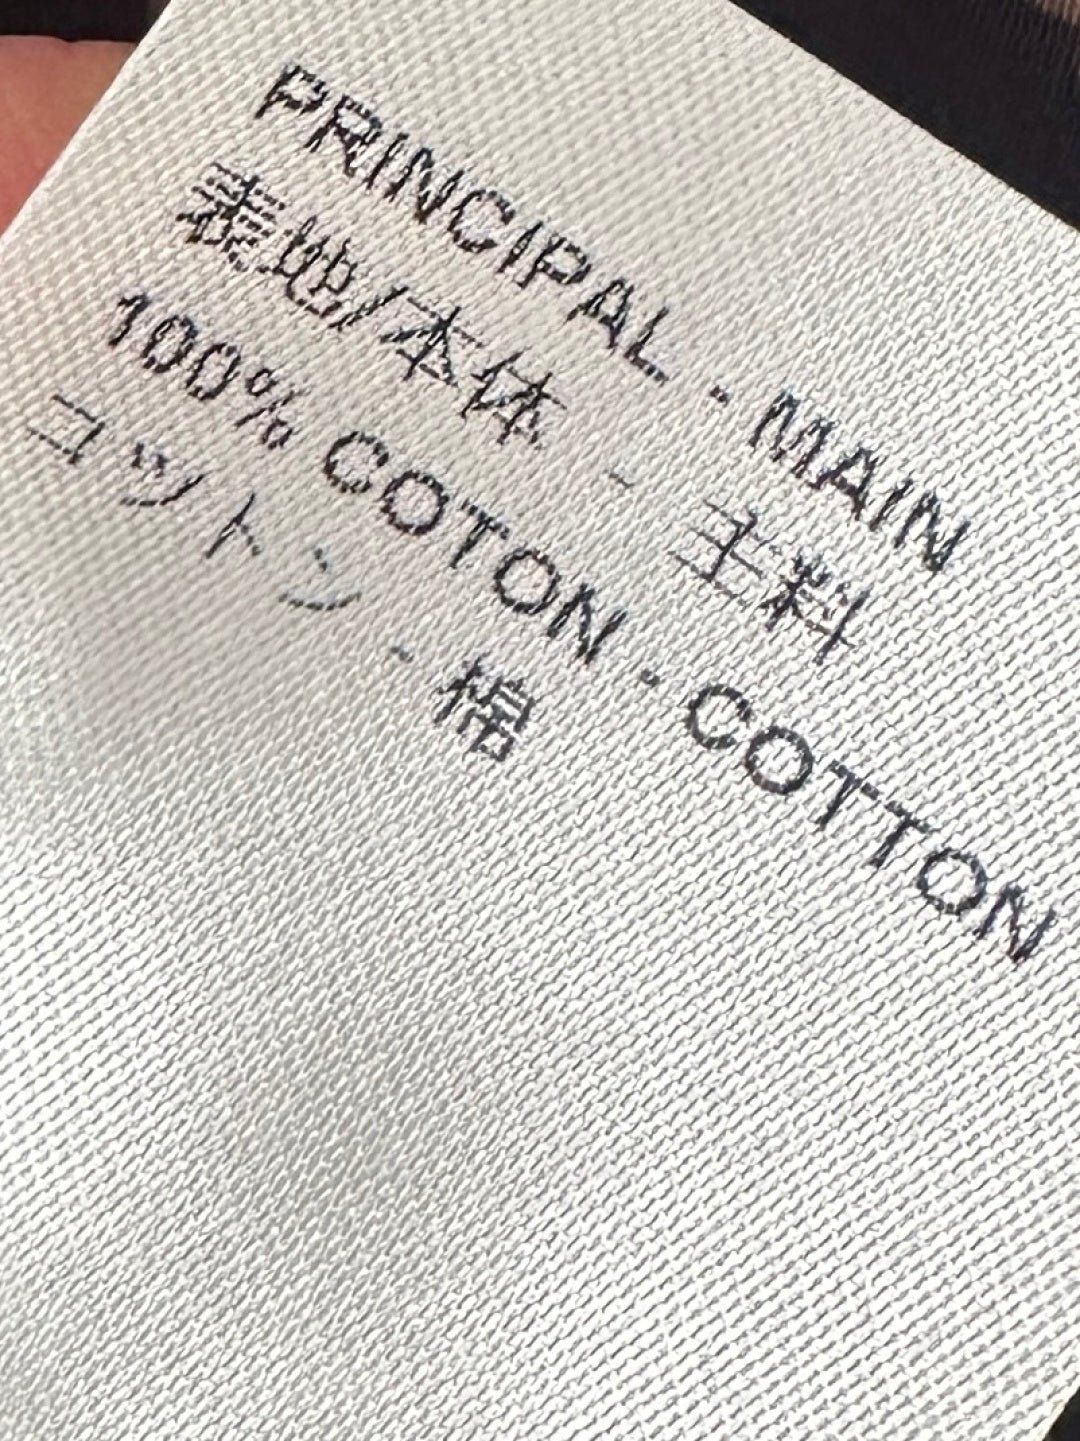 PRINCIPAL - MAIN
表地/本体 - 主料
100% COTON - COTTON
コットン - 棉